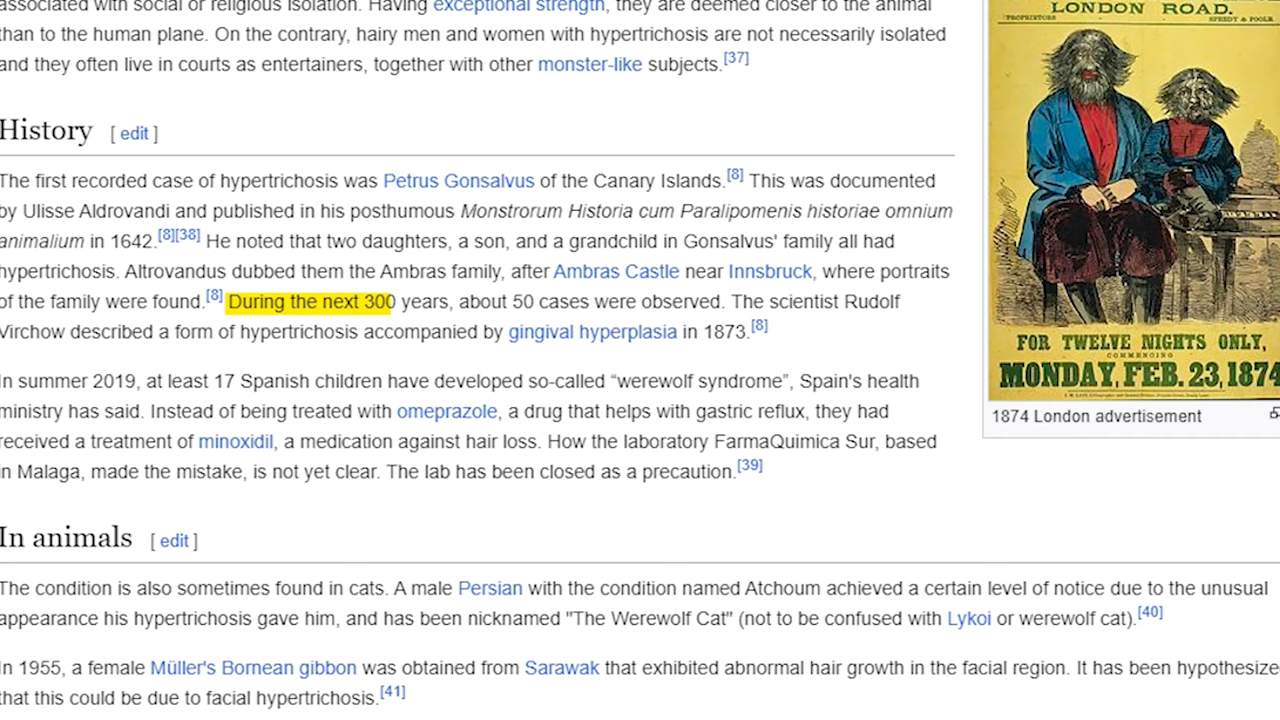 associated with social or religious isolation. Having exceptional strength, they are deemed closer to the animal
than to the human plane. On the contrary, hairy men and women with hypertrichosis are not necessarily isolated
and they often live in courts as entertainers, together with other monster-like subjects.[37]
History [ edit ]
The first recorded case of hypertrichosis was Petrus Gonsalvus of the Canary Islands.[8] This was documented
by Ulisse Aldrovandi and published in his posthumous Monstrorum Historia cum Paralipomenis historiae omnium
animalium in 1642.[8][38] He noted that two daughters, a son, and a grandchild in Gonsalvus' family all had
hypertrichosis. Altrovandus dubbed them the Ambras family, after Ambras Castle near Innsbruck, where portraits
of the family were found.[8] During the next 300 years, about 50 cases were observed. The scientist Rudolf
Virchow described a form of hypertrichosis accompanied by gingival hyperplasia in 1873.[8]
In summer 2019, at least 17 Spanish children have developed so-called “werewolf syndrome”, Spain's health
ministry has said. Instead of being treated with omeprazole, a drug that helps with gastric reflux, they had
received a treatment of minoxidil, a medication against hair loss. How the laboratory FarmaQuimica Sur, based
in Malaga, made the mistake, is not yet clear. The lab has been closed as a precaution.[39]
LONDON ROAD.
PROPRIETORS SPEEDY & POOLE.
FOR TWELVE NIGHTS ONLY,
COMMENCING
MONDAY, FEB. 23, 1874
1874 London advertisement
In animals [ edit ]
The condition is also sometimes found in cats. A male Persian with the condition named Atchoum achieved a certain level of notice due to the unusual
appearance his hypertrichosis gave him, and has been nicknamed "The Werewolf Cat" (not to be confused with Lykoi or werewolf cat).[40]
In 1955, a female Müller's Bornean gibbon was obtained from Sarawak that exhibited abnormal hair growth in the facial region. It has been hypothesize
that this could be due to facial hypertrichosis.[41]